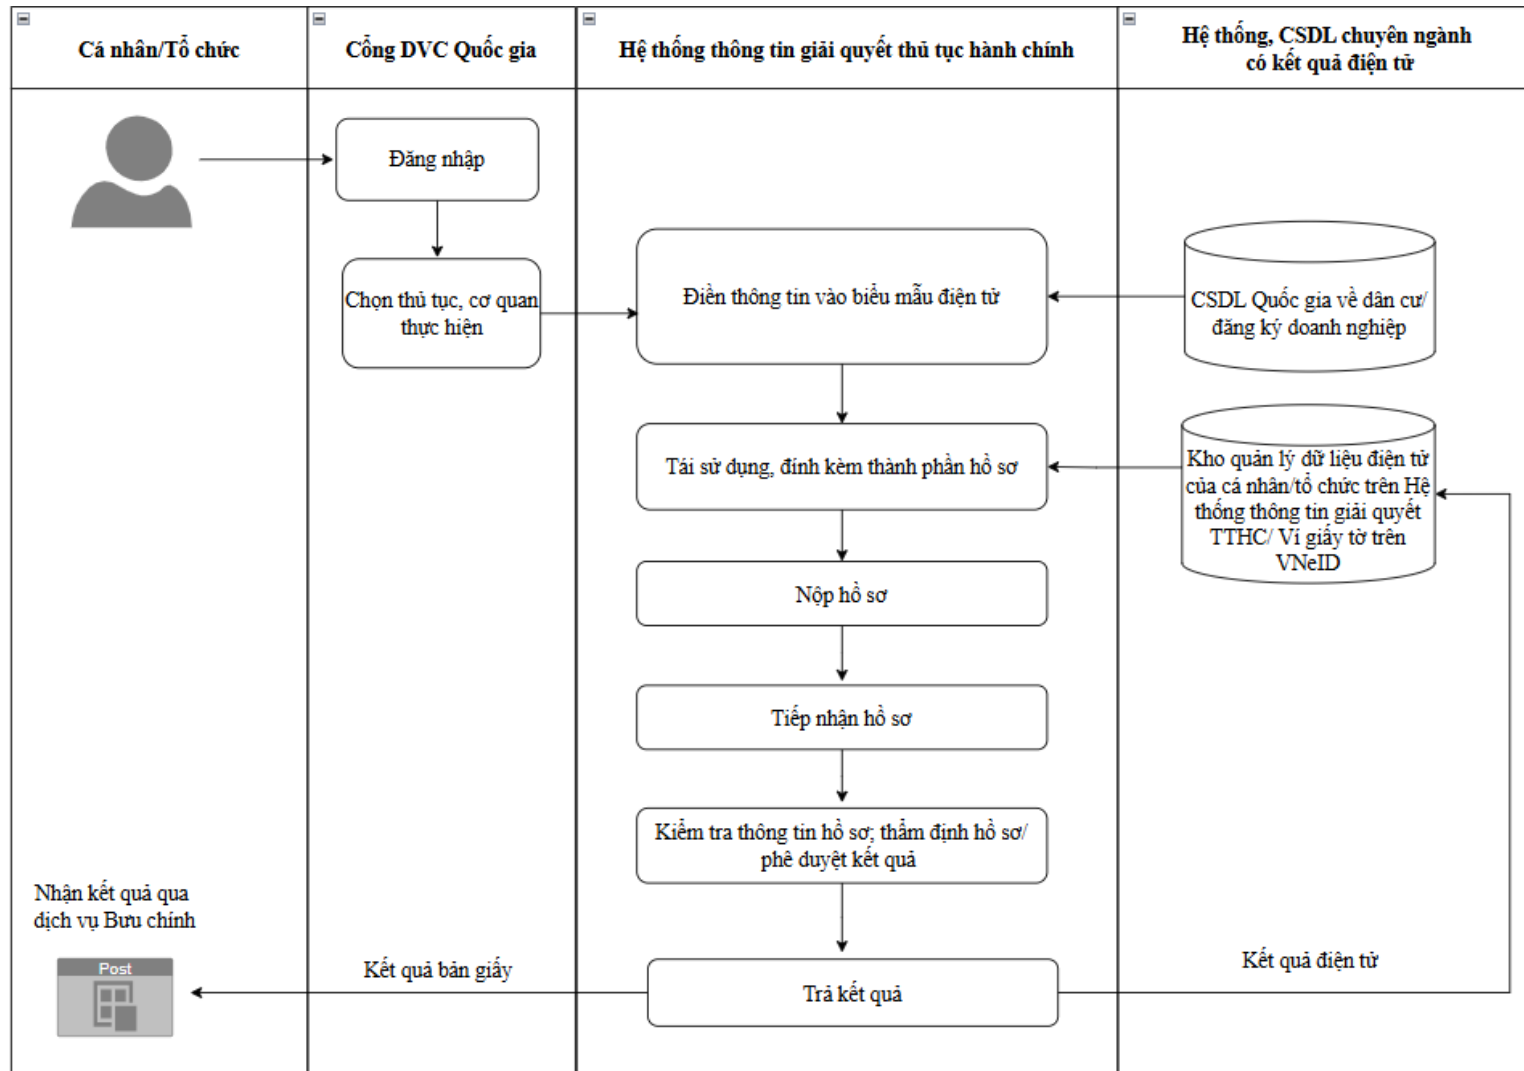 Cá nhân/Tổ chức
Cổng DVC Quốc gia
Hệ thống thông tin giải quyết thủ tục hành chính
Hệ thống, CSDL chuyên ngành
có kết quả điện tử
Đăng nhập
Chọn thủ tục, cơ quan
thực hiện
Điền thông tin vào biểu mẫu điện tử
CSDL Quốc gia về dân cư/
đăng ký doanh nghiệp
Tái sử dụng, đính kèm thành phần hồ sơ
Kho quản lý dữ liệu điện tử
của cá nhân/tổ chức trên Hệ
thống thông tin giải quyết
TTHC/ Ví giấy tờ trên
VNeID
Nộp hồ sơ
Tiếp nhận hồ sơ
Kiểm tra thông tin hồ sơ; thẩm định hồ sơ/
phê duyệt kết quả
Nhận kết quả qua
dịch vụ Bưu chính
Post
Kết quả bản giấy
Trả kết quả
Kết quả điện tử